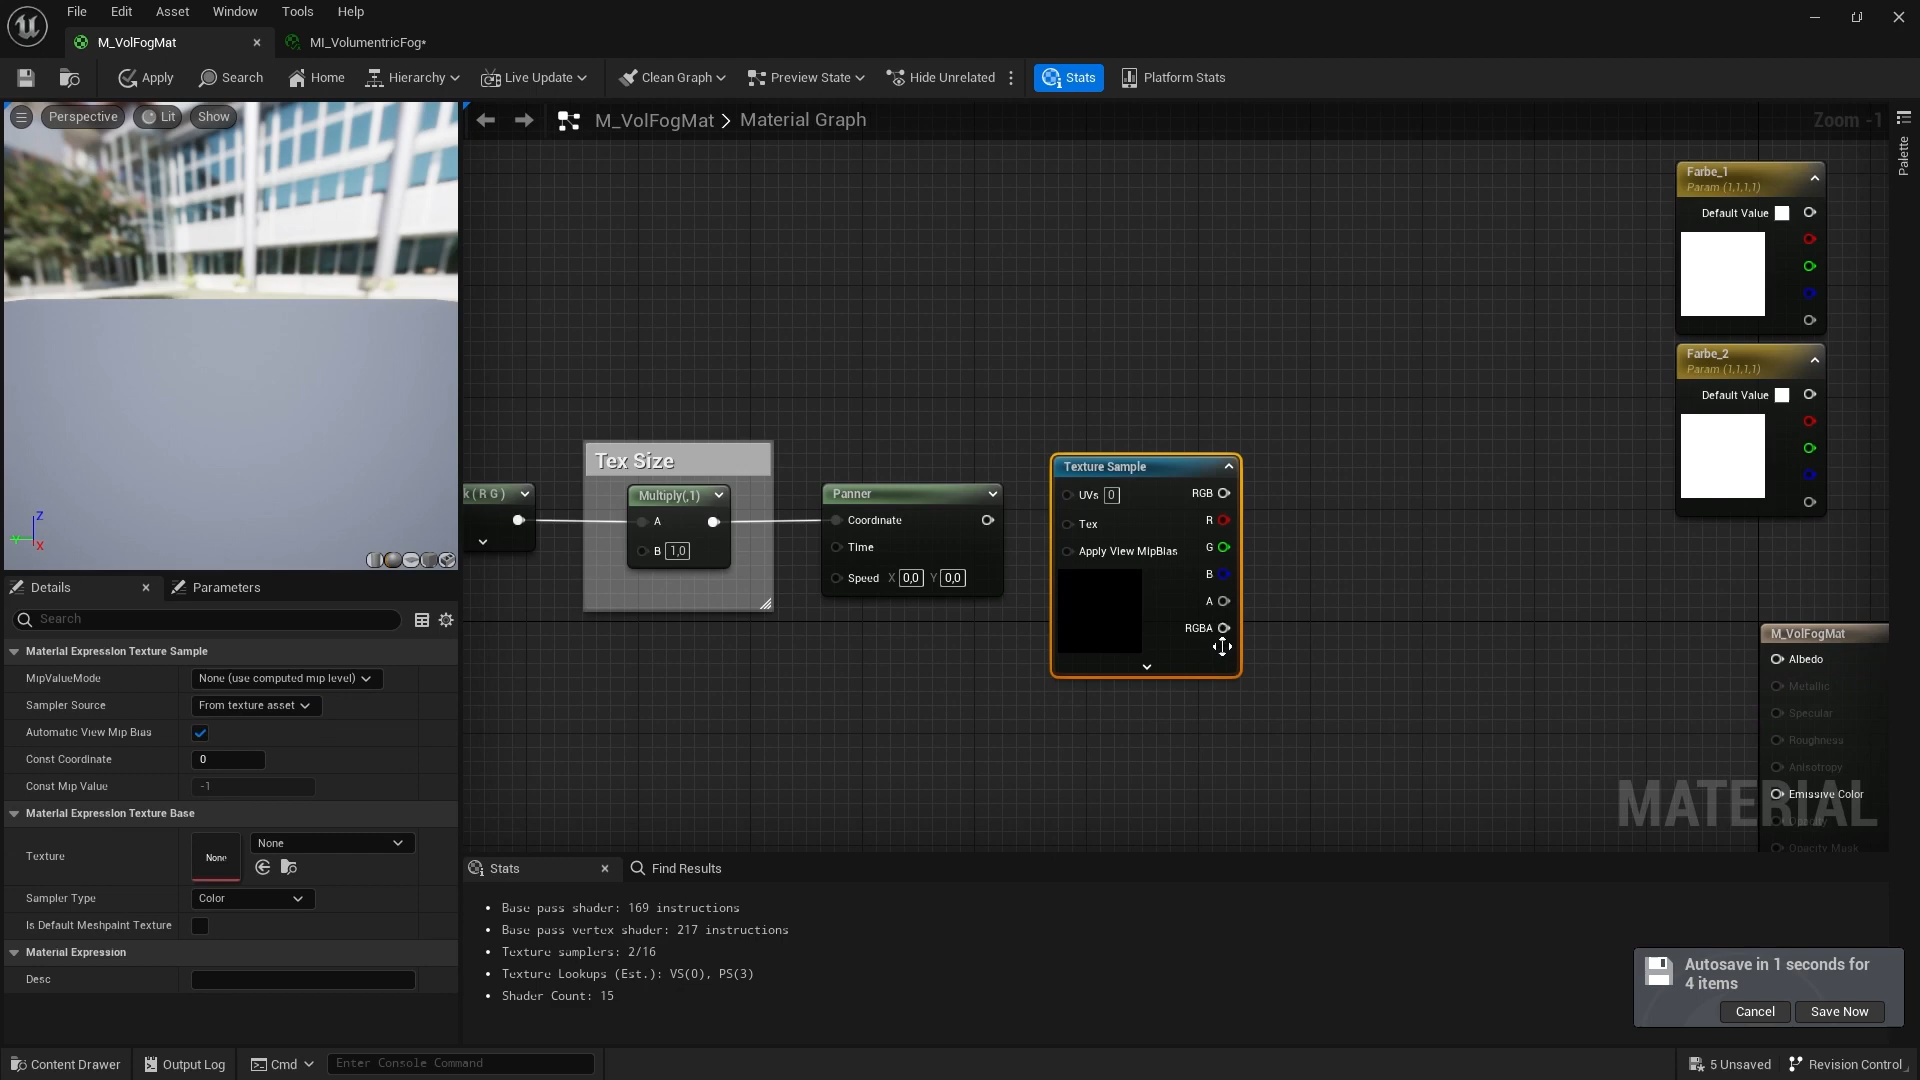 File Edit Asset Window Tools Help
M_VolFogMat
MI_VolumentricFog*
Apply Search Home Hierarchy Live Update Clean Graph Preview State Hide Unrelated Stats Platform Stats
Perspective Lit Show
M_VolFogMat > Material Graph
Zoom -1
Palette
Farbe_1
Param (1,1,1,1)
Default Value
Farbe_2
Param (1,1,1,1)
Default Value
Tex Size
k ( R G )
Multiply(,1)
A
B 1,0
Panner
Coordinate
Time
Speed X 0,0 Y 0,0
Texture Sample
UVs 0 RGB
R
Tex
G
Apply View MipBias
B
A
RGBA
Z
Y
X
M_VolFogMat
Albedo
Metallic
Specular
Roughness
Anisotropy
Emissive Color
Opacity
Opacity Mask
MATERIAL
Details Parameters
Search
Material Expression Texture Sample
MipValueMode None (use computed mip level)
Sampler Source From texture asset
Automatic View Mip Bias
Const Coordinate 0
Const Mip Value -1
Material Expression Texture Base
Texture None None
Sampler Type Color
Is Default Meshpaint Texture
Material Expression
Desc
Stats Find Results
• Base pass shader: 169 instructions
• Base pass vertex shader: 217 instructions
• Texture samplers: 2/16
• Texture Lookups (Est.): VS(0), PS(3)
• Shader Count: 15
Autosave in 1 seconds for
4 items
Cancel Save Now
Content Drawer Output Log Cmd Enter Console Command 5 Unsaved Revision Control